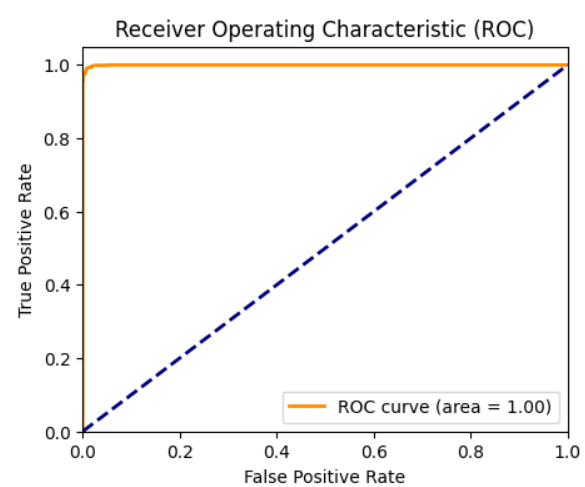 Receiver Operating Characteristic (ROC)
1.0
0.8
0.6
0.4
0.2
0.0
True Positive Rate
ROC curve (area = 1.00)
0.0 0.2 0.4 0.6 0.8 1.0
False Positive Rate